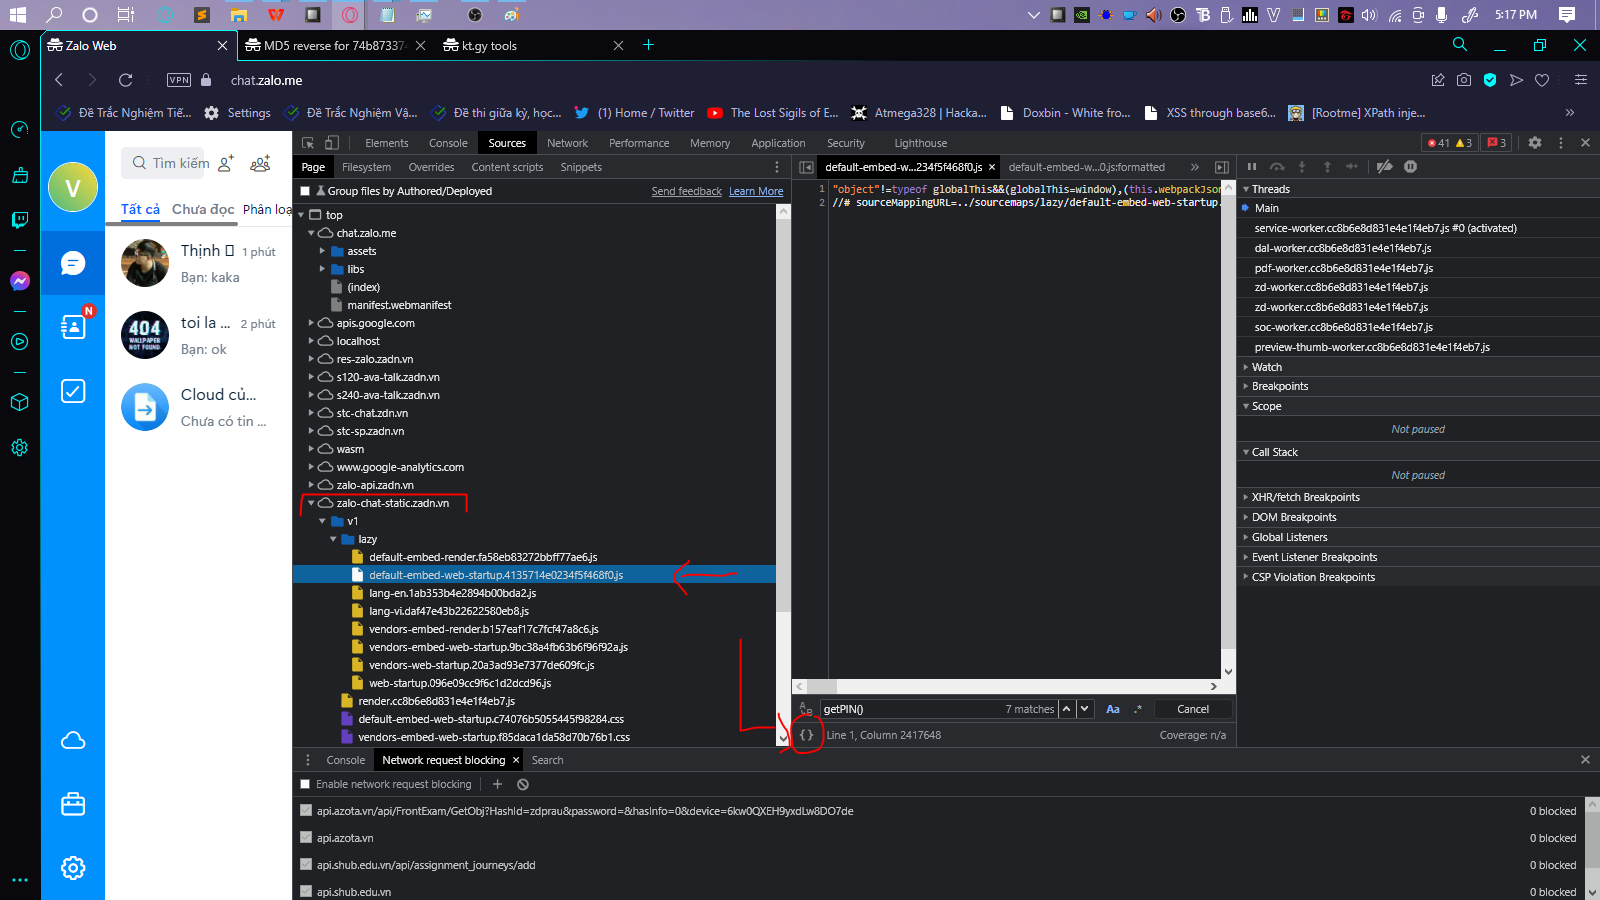 5:17 PM
Zalo Web
MD5 reverse for 74b87337
kt.gy tools
VPN
chat.zalo.me
Đề Trắc Nghiệm Tiế...
Settings
Đề Trắc Nghiệm Vậ...
Đề thi giữa kỳ, học...
(1) Home / Twitter
The Lost Sigils of E...
Atmega328 | Hacka...
Doxbin - White fro...
XSS through base6...
[Rootme] XPath inje...
V
Tìm kiếm
Tất cả
Chưa đọc
Phân loạ
Thịnh
1 phút
Bạn: kaka
404
WALLPAPER
NOT FOUND
toi la ...
2 phút
Bạn: ok
Cloud củ...
Chưa có tin ...
N
Elements
Console
Sources
Network
Performance
Memory
Application
Security
Lighthouse
41
3
3
Page
Filesystem
Overrides
Content scripts
Snippets
Group files by Authored/Deployed
Send feedback
Learn More
top
chat.zalo.me
assets
libs
(index)
manifest.webmanifest
apis.google.com
localhost
res-zalo.zadn.vn
s120-ava-talk.zadn.vn
s240-ava-talk.zadn.vn
stc-chat.zdn.vn
stc-sp.zadn.vn
wasm
www.google-analytics.com
zalo-api.zadn.vn
zalo-chat-static.zadn.vn
v1
lazy
default-embed-render.fa58eb83272bbff77ae6.js
default-embed-web-startup.4135714e0234f5f468f0.js
lang-en.1ab353b4e2894b00bda2.js
lang-vi.daf47e43b22622580eb8.js
vendors-embed-render.b157eaf17c7fcf47a8c6.js
vendors-embed-web-startup.9bc38a4fb63b6f96f92a.js
vendors-web-startup.20a3ad93e7377de609fc.js
web-startup.096e09cc9f6c1d2dcd96.js
render.cc8b6e8d831e4e1f4eb7.js
default-embed-web-startup.c74076b5055445f98284.css
vendors-embed-web-startup.f85daca1da58d70b76b1.css
default-embed-w...234f5f468f0.js
default-embed-w...0.js:formatted
1 "object"!=typeof globalThis&&(globalThis=window),(this.webpackJson
2 //# sourceMappingURL=../sourcemaps/lazy/default-embed-web-startup.
getPIN()
7 matches
Aa
.*
Cancel
{ }
Line 1, Column 2417648
Coverage: n/a
Threads
Main
service-worker.cc8b6e8d831e4e1f4eb7.js #0 (activated)
dal-worker.cc8b6e8d831e4e1f4eb7.js
pdf-worker.cc8b6e8d831e4e1f4eb7.js
zd-worker.cc8b6e8d831e4e1f4eb7.js
zd-worker.cc8b6e8d831e4e1f4eb7.js
soc-worker.cc8b6e8d831e4e1f4eb7.js
preview-thumb-worker.cc8b6e8d831e4e1f4eb7.js
Watch
Breakpoints
Scope
Not paused
Call Stack
Not paused
XHR/fetch Breakpoints
DOM Breakpoints
Global Listeners
Event Listener Breakpoints
CSP Violation Breakpoints
Console
Network request blocking
Search
Enable network request blocking
api.azota.vn/api/FrontExam/GetObj?HashId=zdprau&password=&hasInfo=0&device=6kw0QXEH9yxdLw8DO7de
0 blocked
api.azota.vn
0 blocked
api.shub.edu.vn/api/assignment_journeys/add
0 blocked
api.shub.edu.vn
0 blocked